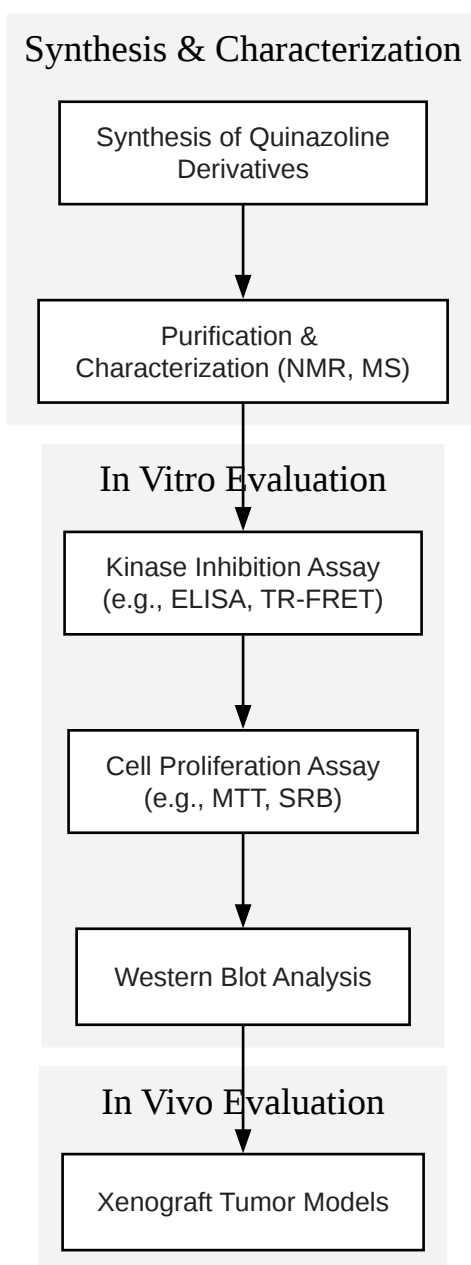 Synthesis & Characterization
Synthesis of Quinazoline
Derivatives
Purification &
Characterization (NMR, MS)
In Vitro Evaluation
Kinase Inhibition Assay
(e.g., ELISA, TR-FRET)
Cell Proliferation Assay
(e.g., MTT, SRB)
Western Blot Analysis
In Vivo Evaluation
Xenograft Tumor Models